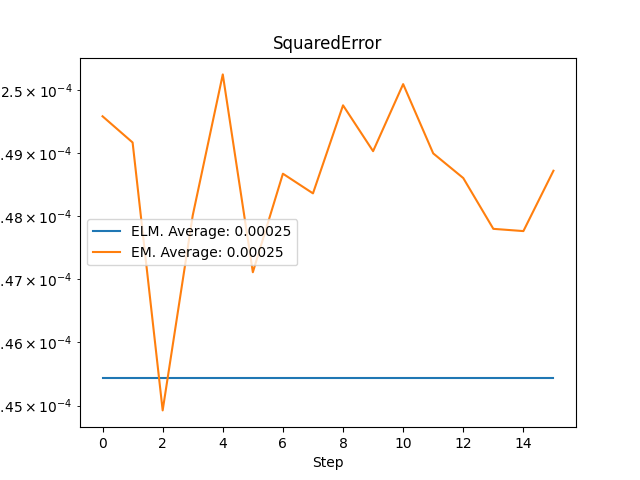 SquaredError
2.5 × 10⁻⁴
.49 × 10⁻⁴
.48 × 10⁻⁴
.47 × 10⁻⁴
.46 × 10⁻⁴
.45 × 10⁻⁴
ELM. Average: 0.00025
EM. Average: 0.00025
0 2 4 6 8 10 12 14
Step